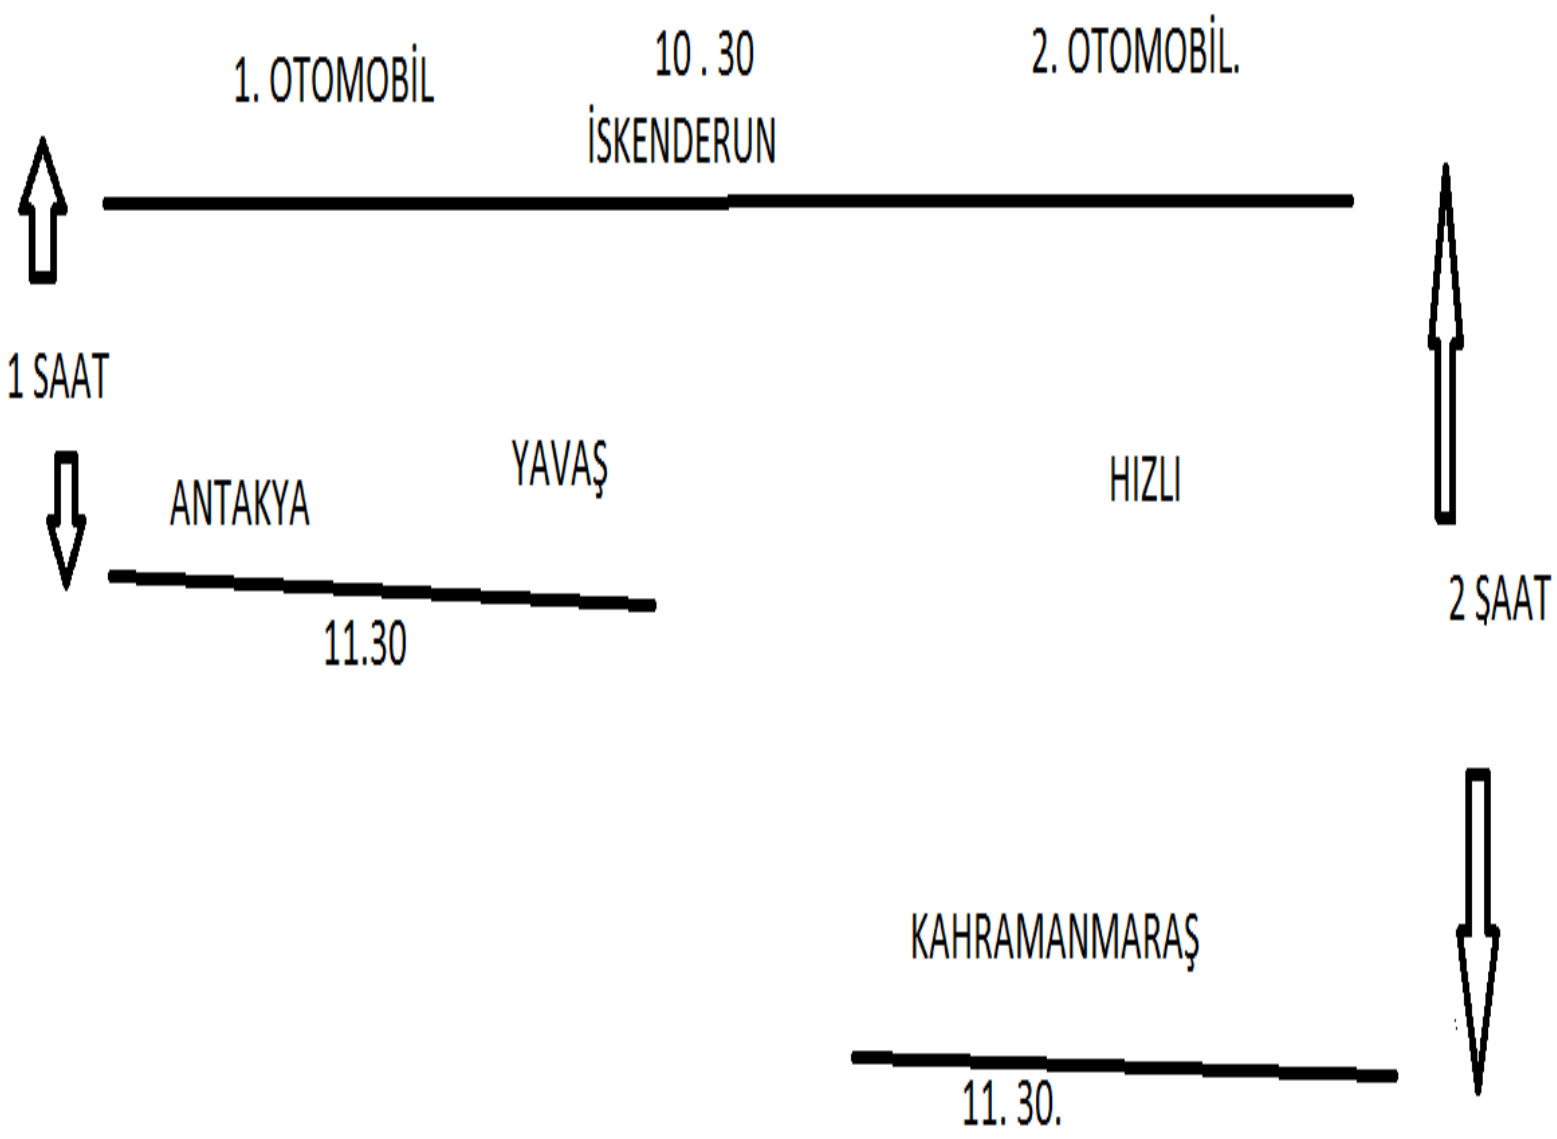 1. OTOMOBİL
10 . 30
2. OTOMOBİL.
İSKENDERUN
1 SAAT
YAVAŞ
HIZLI
ANTAKYA
11.30
2 SAAT
KAHRAMANMARAŞ
11. 30.